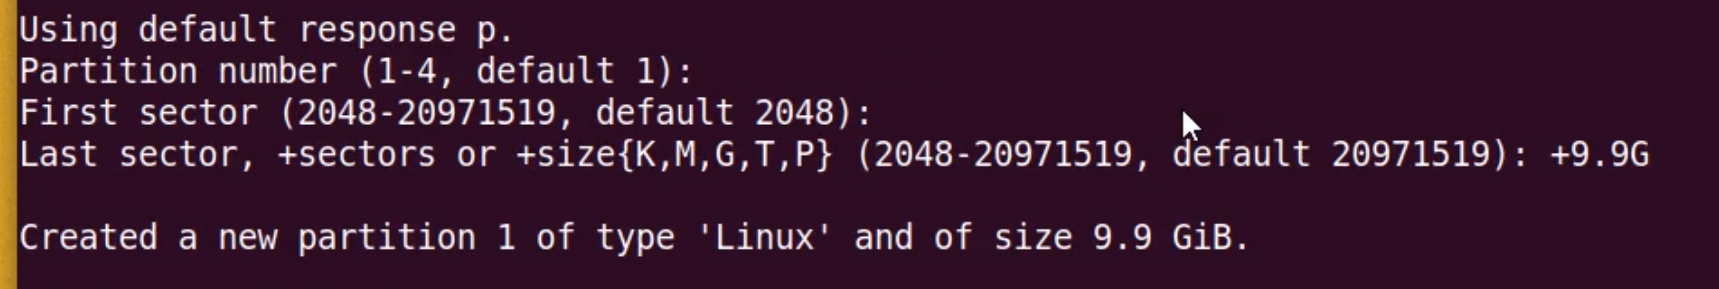 Using default response p.
Partition number (1-4, default 1):
First sector (2048-20971519, default 2048):
Last sector, +sectors or +size{K,M,G,T,P} (2048-20971519, default 20971519): +9.9G
Created a new partition 1 of type 'Linux' and of size 9.9 GiB.